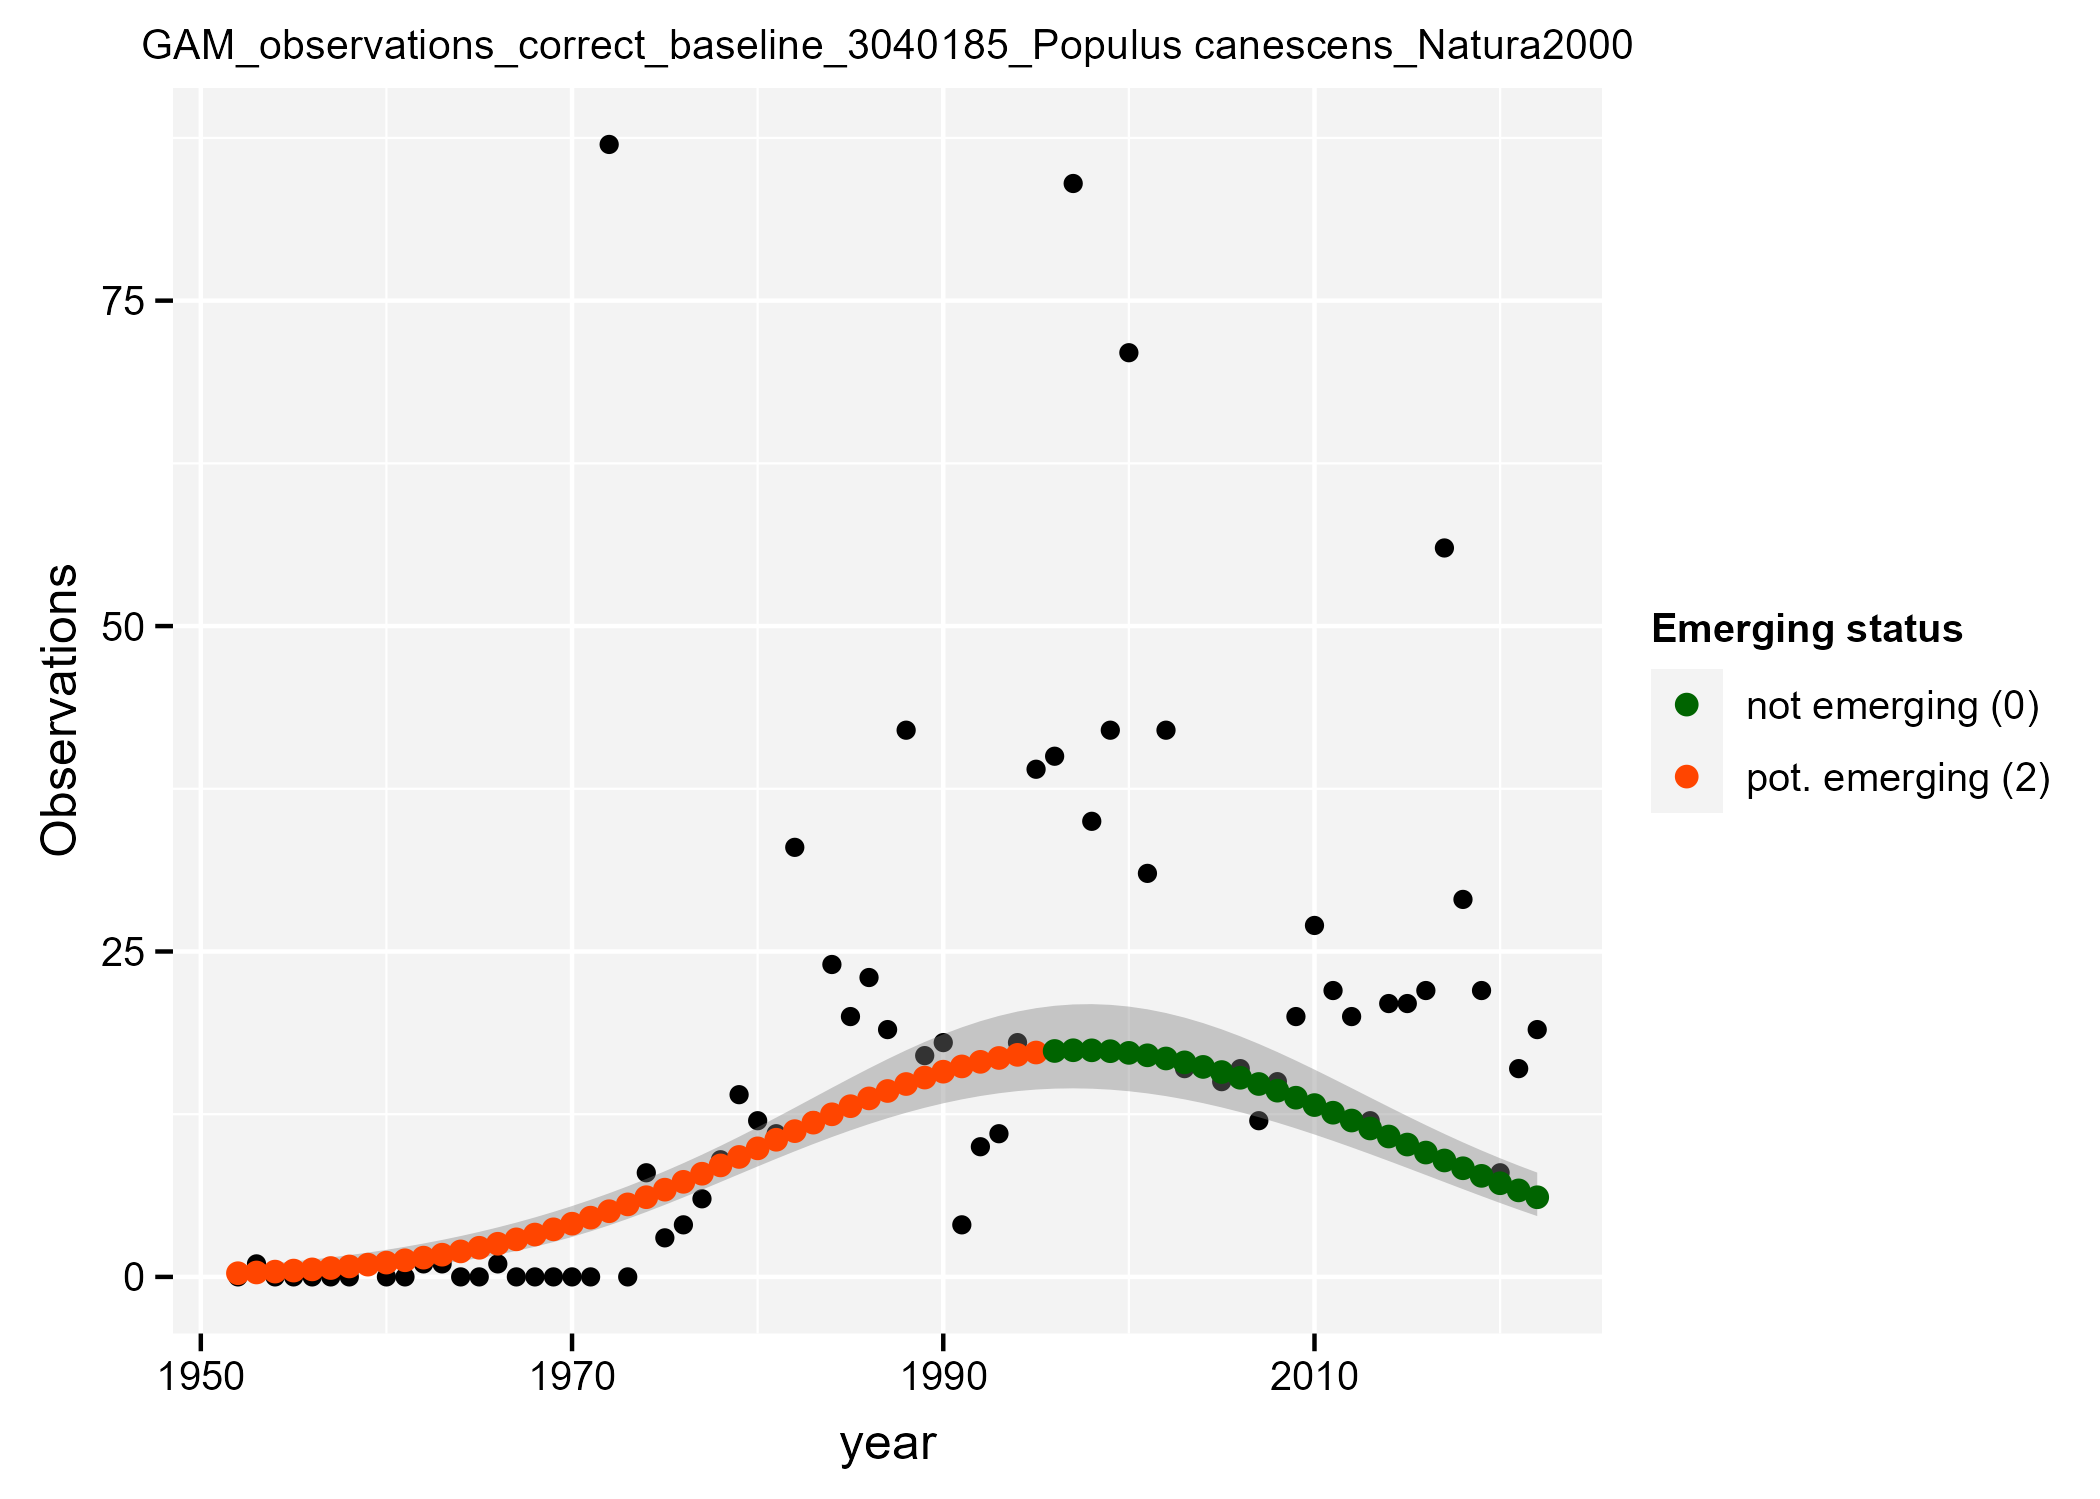 GAM_observations_correct_baseline_3040185_Populus canescens_Natura2000
75
50
25
0
Observations
1950
1970
1990
2010
year
Emerging status
not emerging (0)
pot. emerging (2)